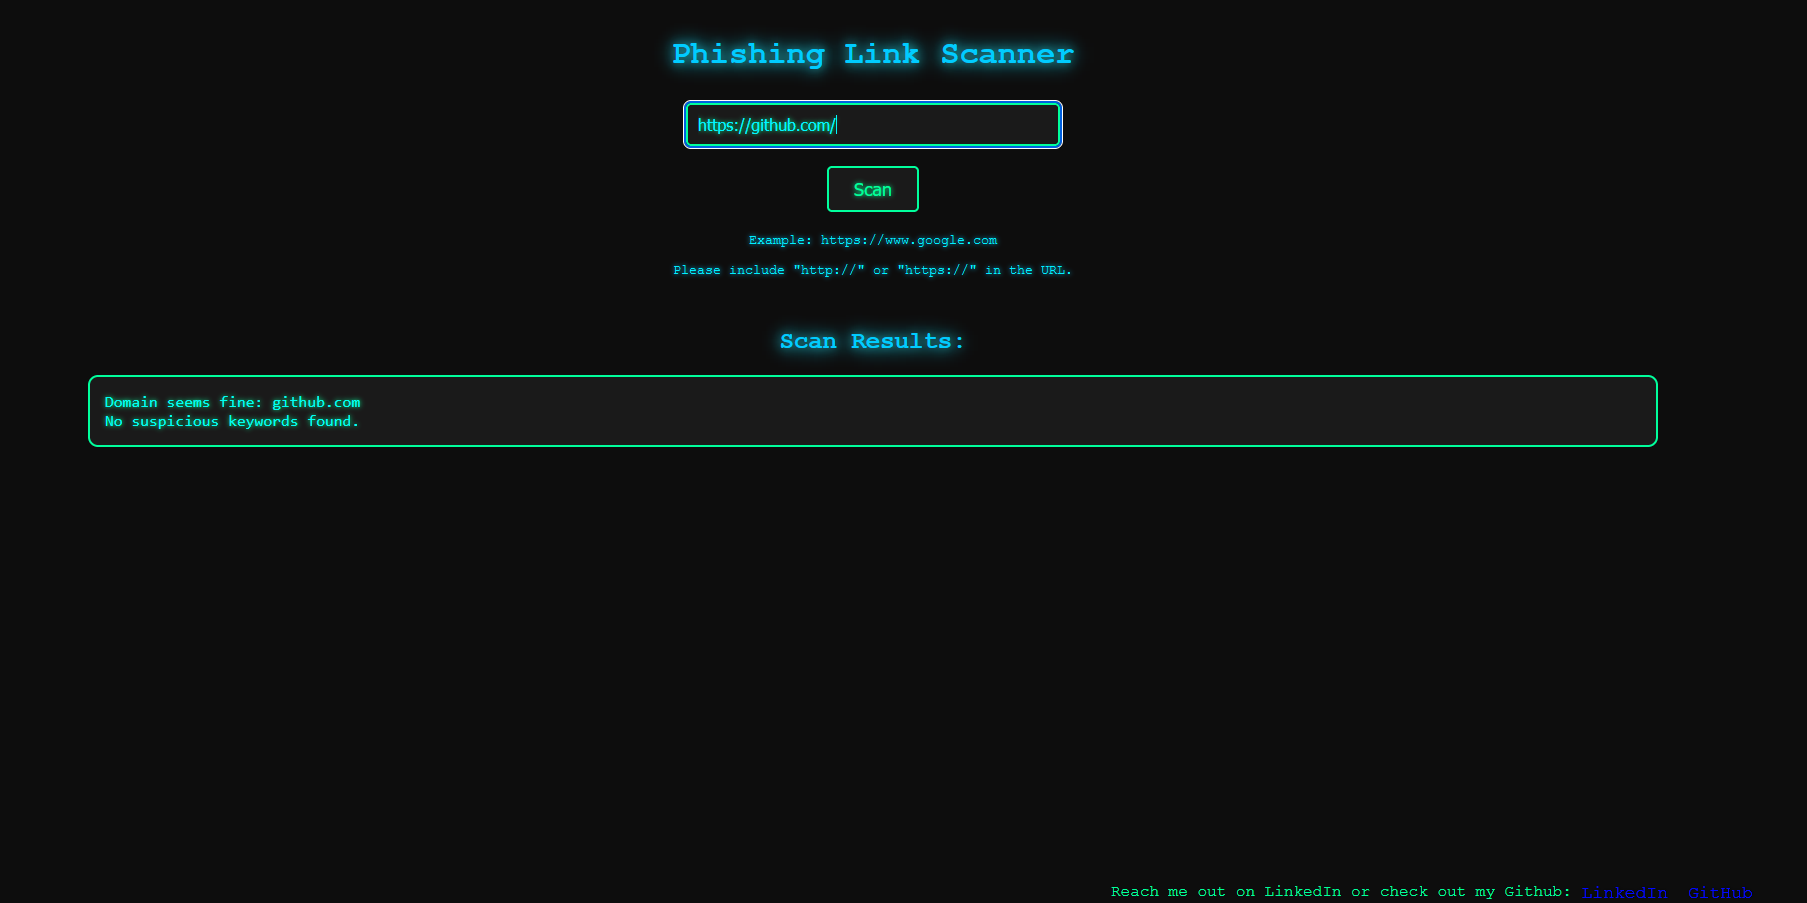 Phishing Link Scanner
https://github.com/
Scan
Example: https://www.google.com
Please include "http://" or "https://" in the URL.
Scan Results:
Domain seems fine: github.com
No suspicious keywords found.
Reach me out on LinkedIn or check out my Github: LinkedIn GitHub